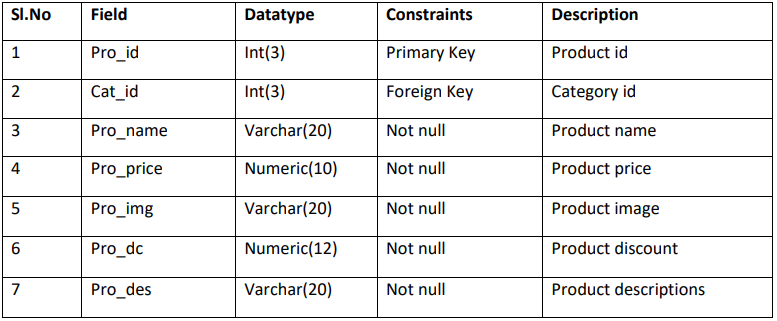 Sl.No Field Datatype Constraints Description
1 Pro_id Int(3) Primary Key Product id
2 Cat_id Int(3) Foreign Key Category id
3 Pro_name Varchar(20) Not null Product name
4 Pro_price Numeric(10) Not null Product price
5 Pro_img Varchar(20) Not null Product image
6 Pro_dc Numeric(12) Not null Product discount
7 Pro_des Varchar(20) Not null Product descriptions